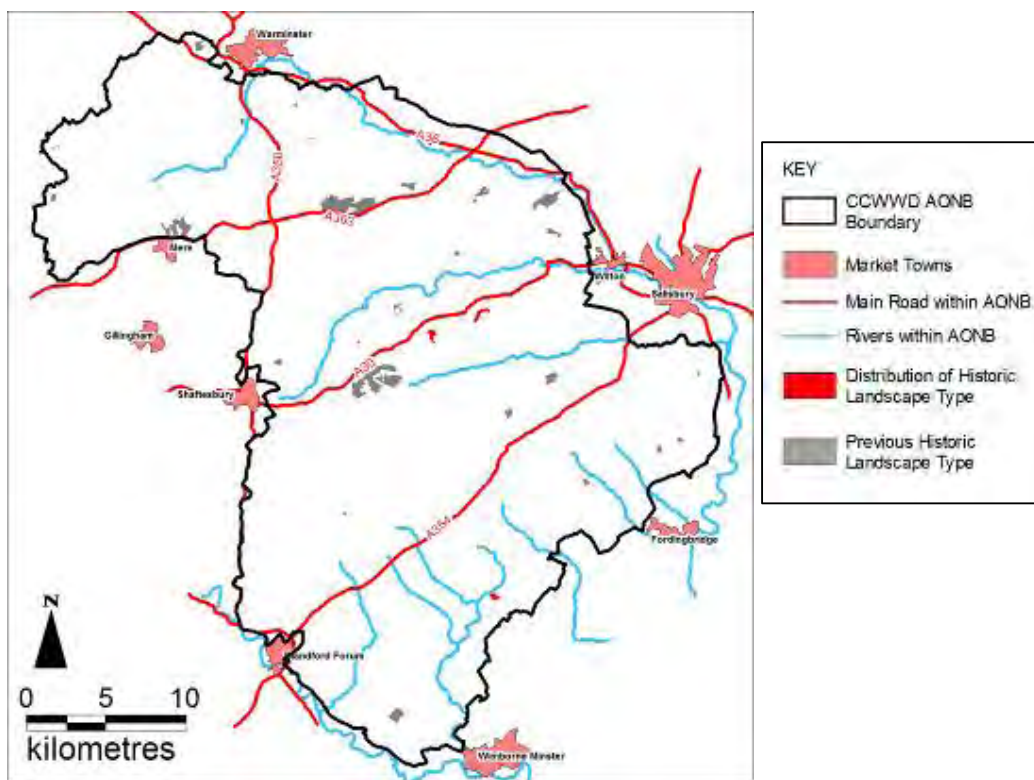 Warminster
A36
A350
A303
Mere
Wilton
Salisbury
Gillingham
A30
Shaftesbury
A354
Fordingbridge
N
Blandford Forum
0 5 10
kilometres
Wimborne Minster
KEY
CCWWD AONB
Boundary
Market Towns
Main Road within AONB
Rivers within AONB
Distribution of Historic
Landscape Type
Previous Historic
Landscape Type